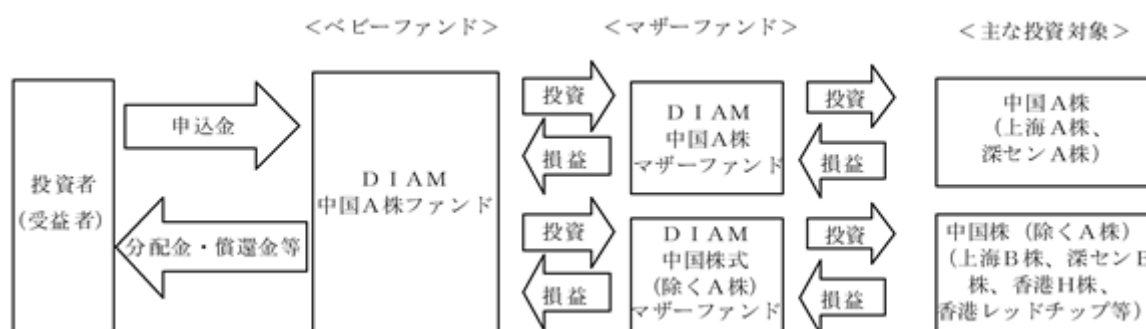 ＜ベビーファンド＞
＜マザーファンド＞
＜主な投資対象＞
投資者
(受益者)
申込金
分配金・償還金等
ＤＩＡＭ
中国Ａ株ファンド
投資
損益
投資
損益
ＤＩＡＭ
中国Ａ株
マザーファンド
ＤＩＡＭ
中国株式
(除くＡ株)
マザーファンド
投資
損益
投資
損益
中国Ａ株
(上海Ａ株、
深センＡ株)
中国株（除くＡ株）
(上海Ｂ株、深センＢ
株、香港Ｈ株、
香港レッドチップ等)